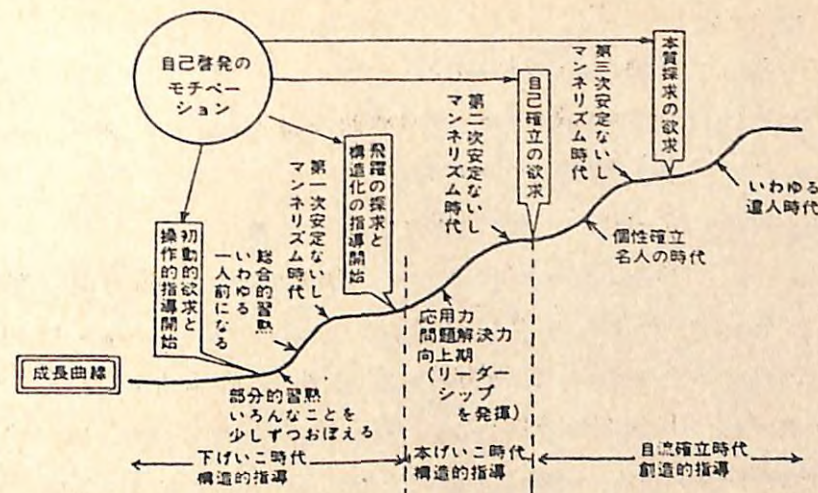 自己啓発の
モチベー
ション
初動的欲求と
操作的指導開始
総合的習熟
いわゆる
一人前になる
第一次安定ないし
マンネリズム時代
飛躍の探求と
構造化の指導開始
第二次安定ないし
マンネリズム時代
自己確立の欲求
第三次安定ないし
マンネリズム時代
本質探求の欲求
いわゆる
達人時代
個性確立
名人の時代
応用力
問題解決力
向上期
(リーダー
シップ
を発揮)
成長曲線
部分的習熟
いろんなことを
少しずつおぼえる
下げいこ時代
構造的指導
本げいこ時代
構造的指導
自流確立時代
創造的指導